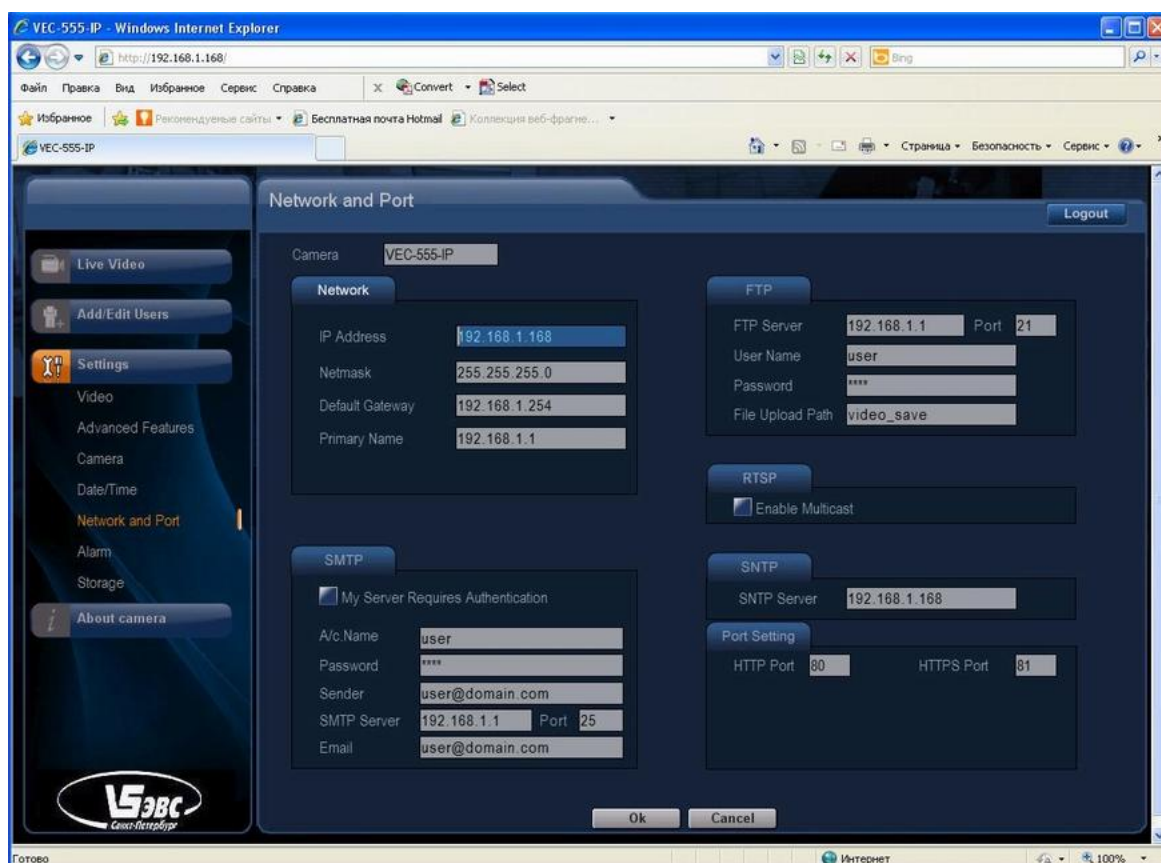 VEC-555-IP - Windows Internet Explorer
http://192.168.1.168/
Bing
Файл Правка Вид Избранное Сервис Справка
x Convert Select
Избранное Рекомендуемые сайты Бесплатная почта Hotmail Коллекция веб-фрагме...
VEC-555-IP
Страница Безопасность Сервис
Network and Port
Logout
Live Video
Add/Edit Users
Settings
Video
Advanced Features
Camera
Date/Time
Network and Port
Alarm
Storage
About camera
ЭВС
Санкт-Петербург
Camera VEC-555-IP
Network
IP Address 192.168.1.168
Netmask 255.255.255.0
Default Gateway 192.168.1.254
Primary Name 192.168.1.1
SMTP
My Server Requires Authentication
A/c.Name user
Password ****
Sender user@domain.com
SMTP Server 192.168.1.1 Port 25
Email user@domain.com
FTP
FTP Server 192.168.1.1 Port 21
User Name user
Password ****
File Upload Path video_save
RTSP
Enable Multicast
SNTP
SNTP Server 192.168.1.168
Port Setting
HTTP Port 80 HTTPS Port 81
Ok Cancel
Готово Интернет 100%